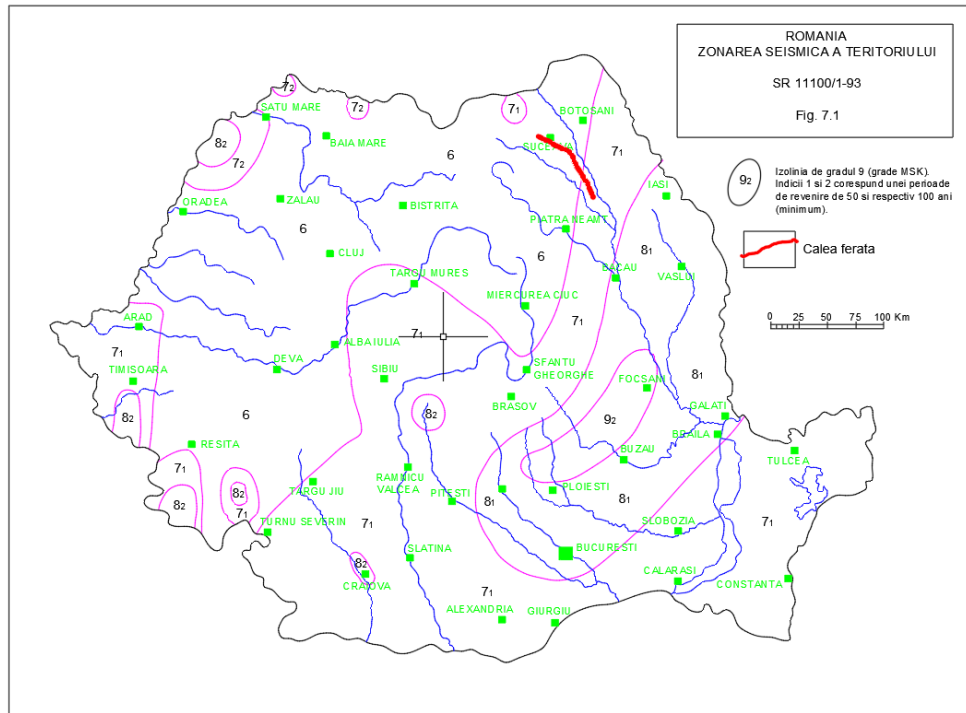 ROMANIA
ZONAREA SEISMICA A TERITORIULUI
SR 11100/1-93
Fig. 7.1
9₂
Izolinia de gradul 9 (grade MSK).
Indicii 1 si 2 corespund unei perioade
de revenire de 50 si respectiv 100 ani
(minimum).
Calea ferata
0 20 40 60 80 100 Km
7₂
SATU MARE
7₂
7₁
BOTOSANI
8₂
BAIA MARE
SUCEAVA
7₂
6
7₁
IASI
ORADEA
ZALAU
BISTRITA
PIATRA NEAMT
6
CLUJ
6
8₁
TARGU MURES
BACAU
VASLUI
MIERCUREA CIUC
ARAD
7₁
7₁
7₁
ALBA IULIA
DEVA
SIBIU
SFANTU
GHEORGHE
FOCSANI
8₁
TIMISOARA
BRASOV
8₂
6
8₂
9₂
GALATI
BRAILA
RESITA
BUZAU
TULCEA
7₁
RAMNICU
VALCEA
TARGU JIU
PITESTI
8₁
PLOIESTI
8₁
8₂
8₂
7₁
TURNU SEVERIN
7₁
SLOBOZIA
7₁
SLATINA
BUCURESTI
8₂
CRAIOVA
CALARASI
CONSTANTA
7₁
ALEXANDRIA
GIURGIU